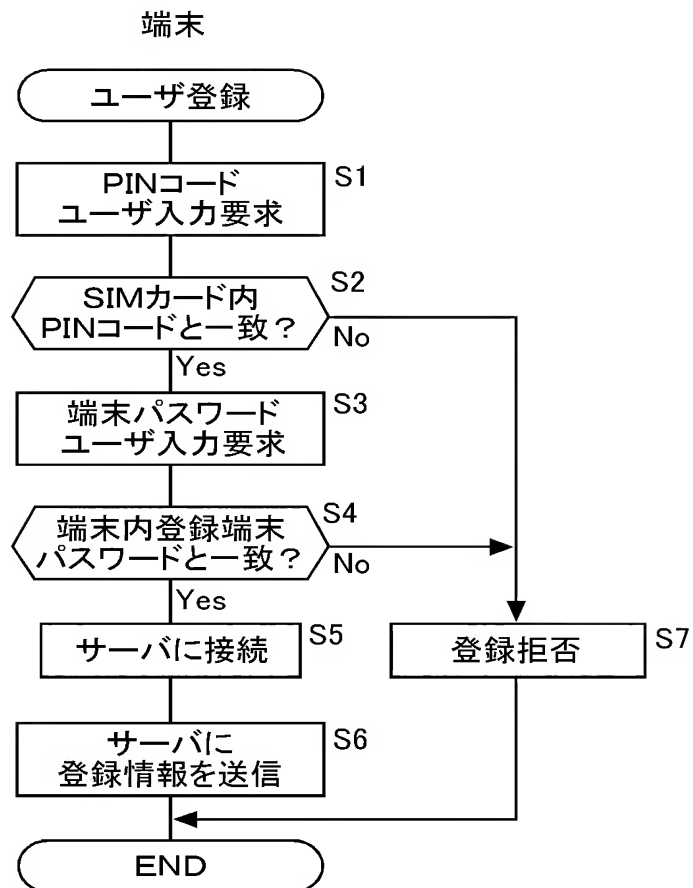 端末
ユーザ登録
PINコード
ユーザ入力要求
S1
SIMカード内
PINコードと一致？
S2
No
Yes
端末パスワード
ユーザ入力要求
S3
端末内登録端末
パスワードと一致？
S4
No
Yes
サーバに接続
S5
登録拒否
S7
サーバに
登録情報を送信
S6
END